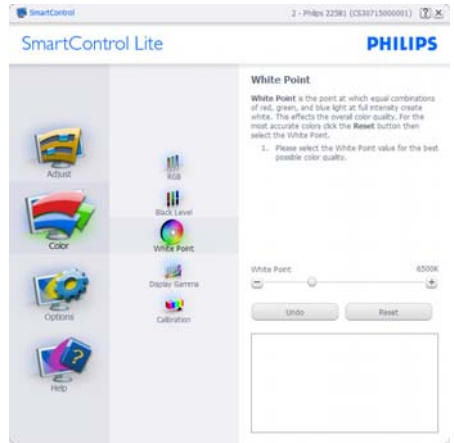 SmartControl
2 - Philips 225B1 (CS30715000001)
SmartControl Lite
PHILIPS
Adjust
Color
Options
Help
RGB
Black Level
White Point
Display Gamma
Calibration
White Point
White Point is the point at which equal combinations
of red, green, and blue light at full intensity create
white. This effects the overall color quality. For the
most accurate colors click the Reset button then
select the White Point.
1. Please select the White Point value for the best
possible color quality.
White Point
6500K
Undo
Reset